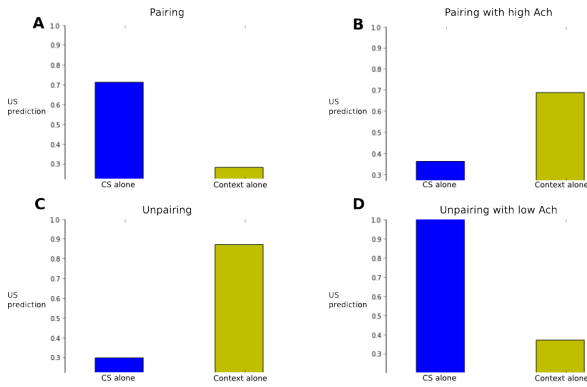 A
Pairing
1.0
0.9
0.8
0.7
0.6
0.5
0.4
0.3
US
prediction
CS alone
Context alone
B
Pairing with high Ach
1.0
0.9
0.8
0.7
0.6
0.5
0.4
0.3
US
prediction
CS alone
Context alone
C
Unpairing
1.0
0.9
0.8
0.7
0.6
0.5
0.4
0.3
US
prediction
CS alone
Context alone
D
Unpairing with low Ach
1.0
0.9
0.8
0.7
0.6
0.5
0.4
0.3
US
prediction
CS alone
Context alone